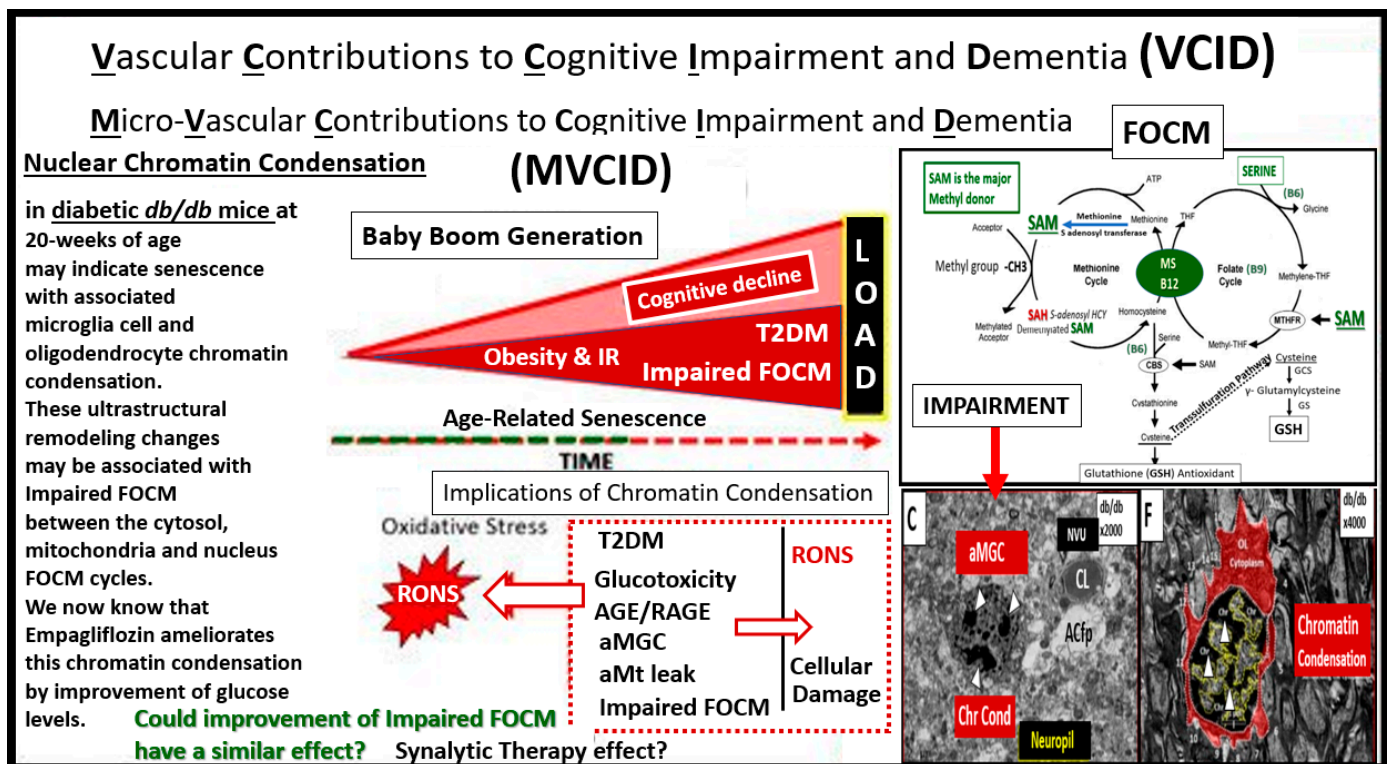 Vascular Contributions to Cognitive Impairment and Dementia (VCID)
Micro-Vascular Contributions to Cognitive Impairment and Dementia
(MVCID)
Nuclear Chromatin Condensation
in diabetic db/db mice at
20-weeks of age
may indicate senescence
with associated
microglia cell and
oligodendrocyte chromatin
condensation.
These ultrastructural
remodeling changes
may be associated with
Impaired FOCM
between the cytosol,
mitochondria and nucleus
FOCM cycles.
We now know that
Empagliflozin ameliorates
this chromatin condensation
by improvement of glucose
levels.
Could improvement of Impaired FOCM
have a similar effect? Synalytic Therapy effect?
Baby Boom Generation
Cognitive decline
Obesity & IR
T2DM
Impaired FOCM
LOAD
Age-Related Senescence
TIME
Implications of Chromatin Condensation
Oxidative Stress
RONS
T2DM
Glucotoxicity
AGE/RAGE
aMGC
aMt leak
Impaired FOCM
RONS
Cellular
Damage
FOCM
SAM is the major
Methyl donor
ATP
SERINE
(B6)
Glycine
THF
Methionine
Methionine
S adenosyl transferase
SAM
Acceptor
Methyl group -CH3
Methionine
Cycle
MS
B12
Folate (B9)
Cycle
Methylene-THF
SAH S-adenosyl HCY
Demethylated SAM
Homocysteine
Methylated
Acceptor
MTHFR
SAM
Methyl-THF
(B6)
Serine
CBS
SAM
Cystathionine
Cysteine
Transsulfuration Pathway
Cysteine
GCS
γ- Glutamylcysteine
GS
GSH
Glutathione (GSH) Antioxidant
IMPAIRMENT
C
db/db
x2000
NVU
aMGC
CL
ACfp
Chr Cond
Neuropil
F
db/db
x4000
OL
Cytoplasm
Chr
Chr
Chr
Chromatin
Condensation